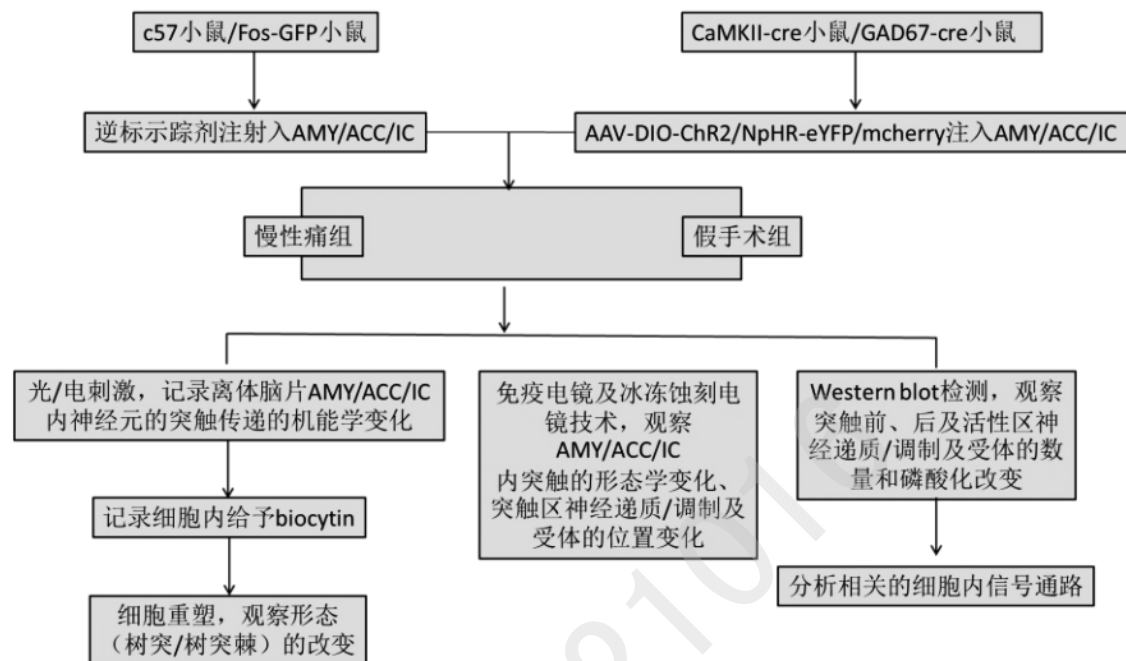 c57小鼠/Fos-GFP小鼠
CaMKII-cre小鼠/GAD67-cre小鼠
逆标示踪剂注射入AMY/ACC/IC
AAV-DIO-ChR2/NpHR-eYFP/mcherry注入AMY/ACC/IC
慢性痛组
假手术组
光/电刺激，记录离体脑片AMY/ACC/IC
内神经元的突触传递的机能学变化
记录细胞内给予biocytin
细胞重塑，观察形态
（树突/树突棘）的改变
免疫电镜及冰冻蚀刻电
镜技术，观察
AMY/ACC/IC
内突触的形态学变化、
突触区神经递质/调制及
受体的位置变化
Western blot检测，观察
突触前、后及活性区神
经递质/调制及受体的数
量和磷酸化改变
分析相关的细胞内信号通路